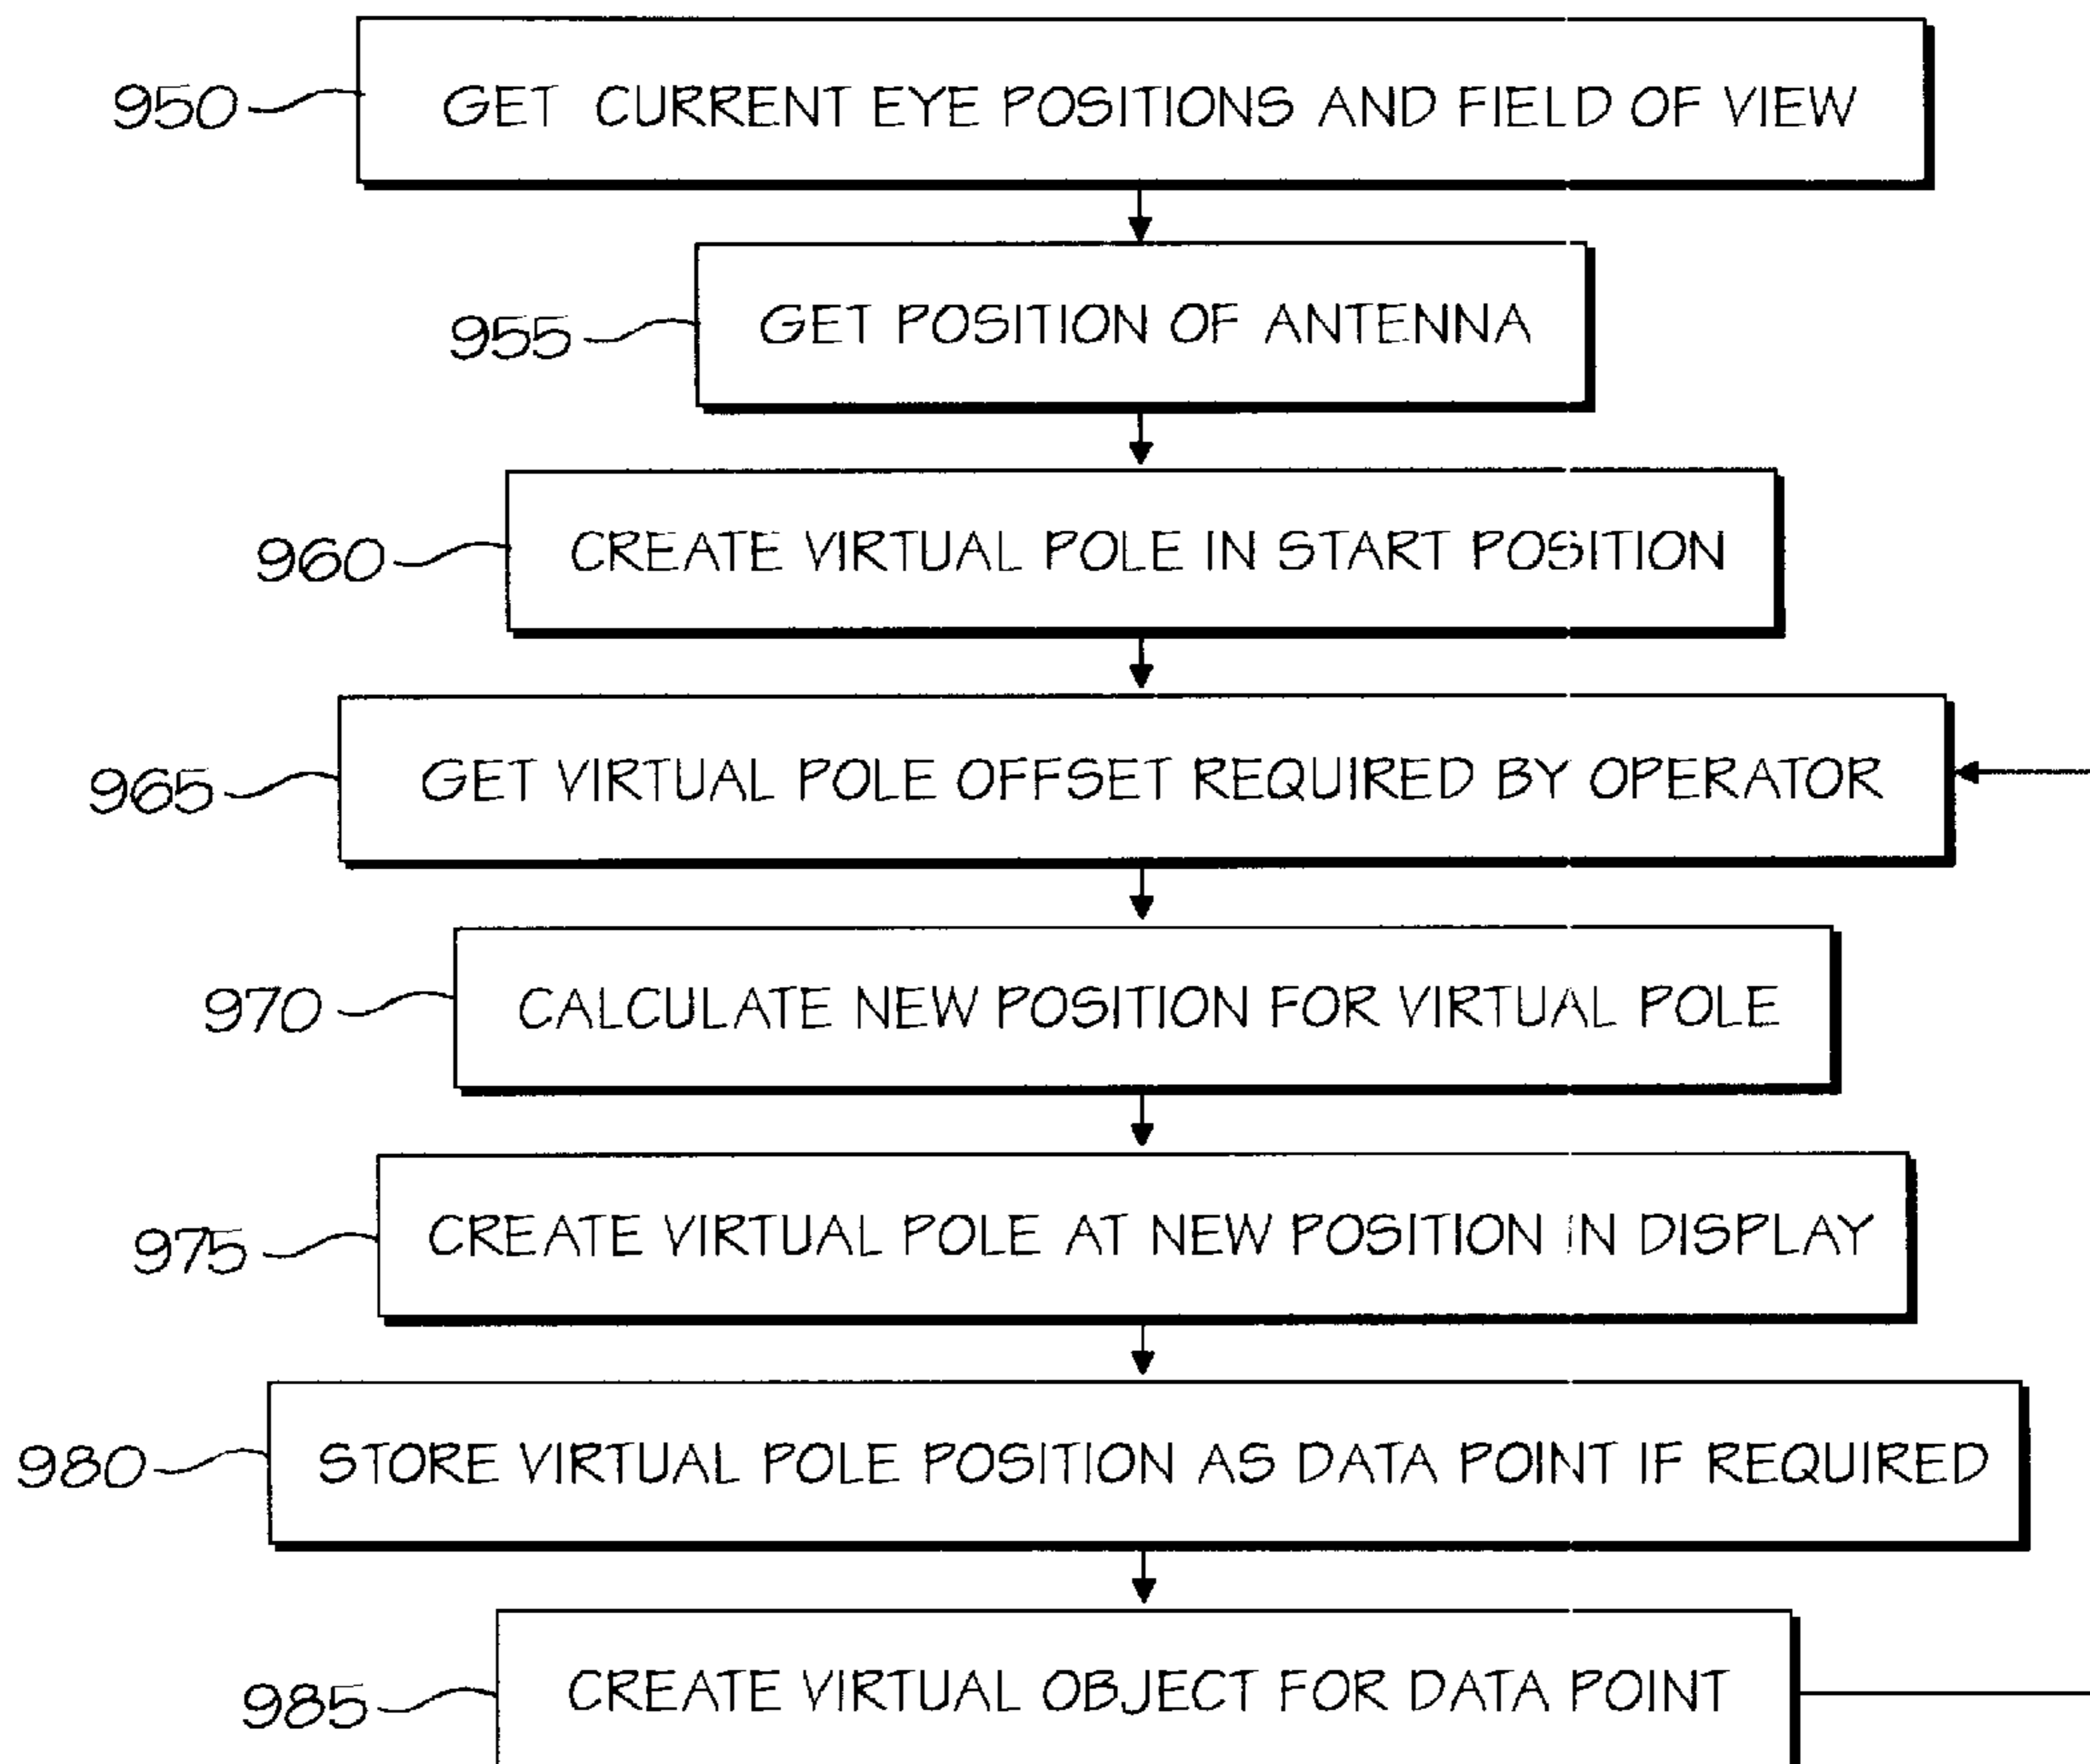 950 GET CURRENT EYE POSITIONS AND FIELD OF VIEW
955 GET POSITION OF ANTENNA
960 CREATE VIRTUAL POLE IN START POSITION
965 GET VIRTUAL POLE OFFSET REQUIRED BY OPERATOR
970 CALCULATE NEW POSITION FOR VIRTUAL POLE
975 CREATE VIRTUAL POLE AT NEW POSITION IN DISPLAY
980 STORE VIRTUAL POLE POSITION AS DATA POINT IF REQUIRED
985 CREATE VIRTUAL OBJECT FOR DATA POINT